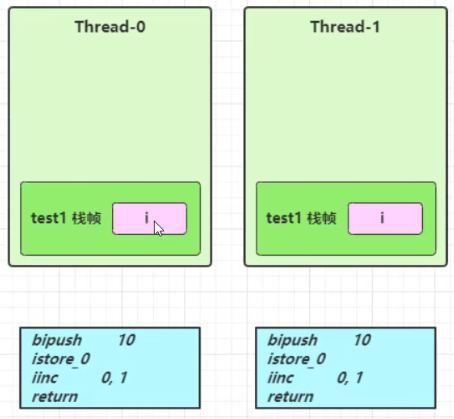 Thread-0
Thread-1
test1 栈帧 i
test1 栈帧 i
bipush 10
istore_0
iinc 0, 1
return
bipush 10
istore_0
iinc 0, 1
return